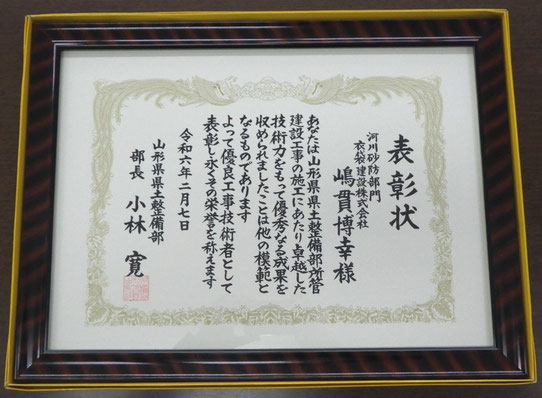 表彰状
河川砂防部門
衣袋建設株式会社
嶋貫博幸様
あなたは山形県県土整備部所管
建設工事の施工にあたり卓越した
技術力をもって優秀なる成果を
収められましたことは他の模範と
なるものであります
よって優良工事技術者として
表彰し永くその栄誉を称えます
令和六年二月七日
山形県県土整備部
部長 小林 寛